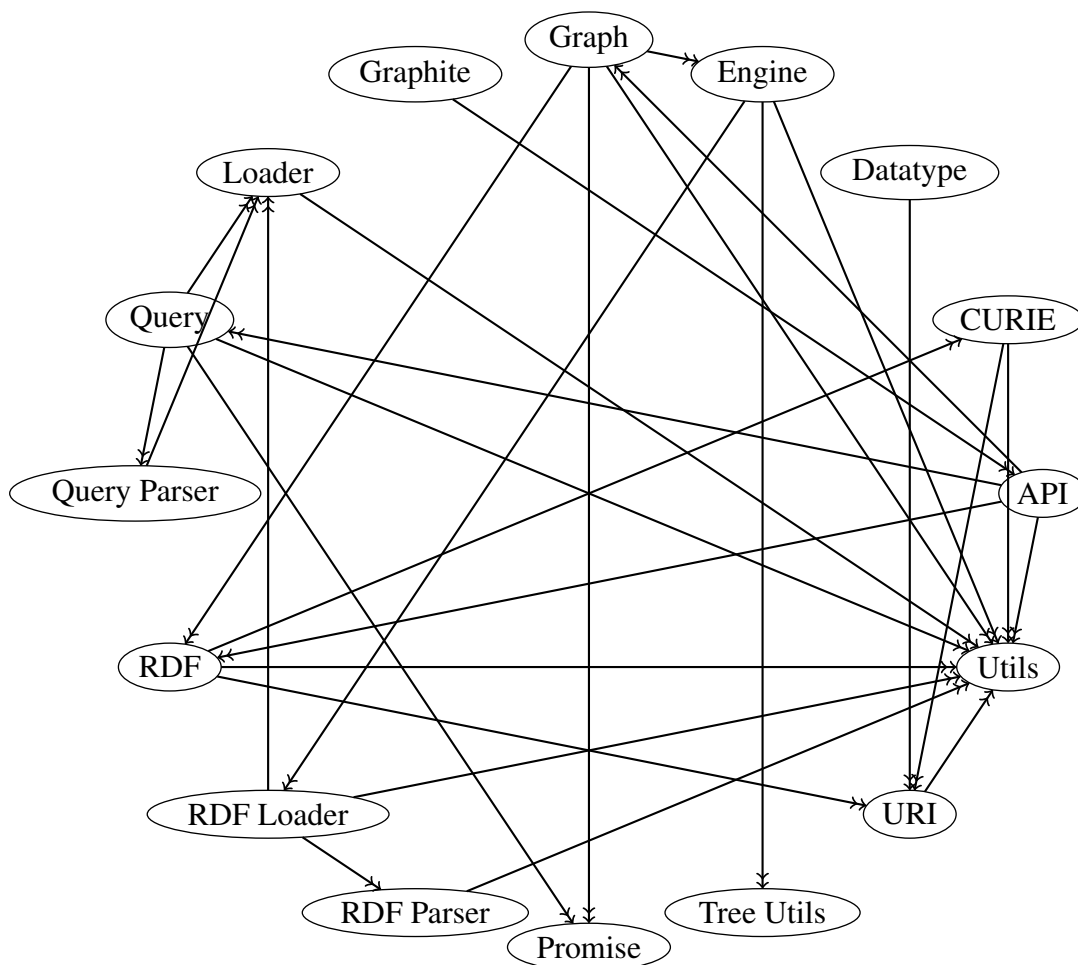 Graph
Graphite
Engine
Loader
Datatype
Query
CURIE
Query Parser
API
RDF
Utils
RDF Loader
URI
RDF Parser
Tree Utils
Promise